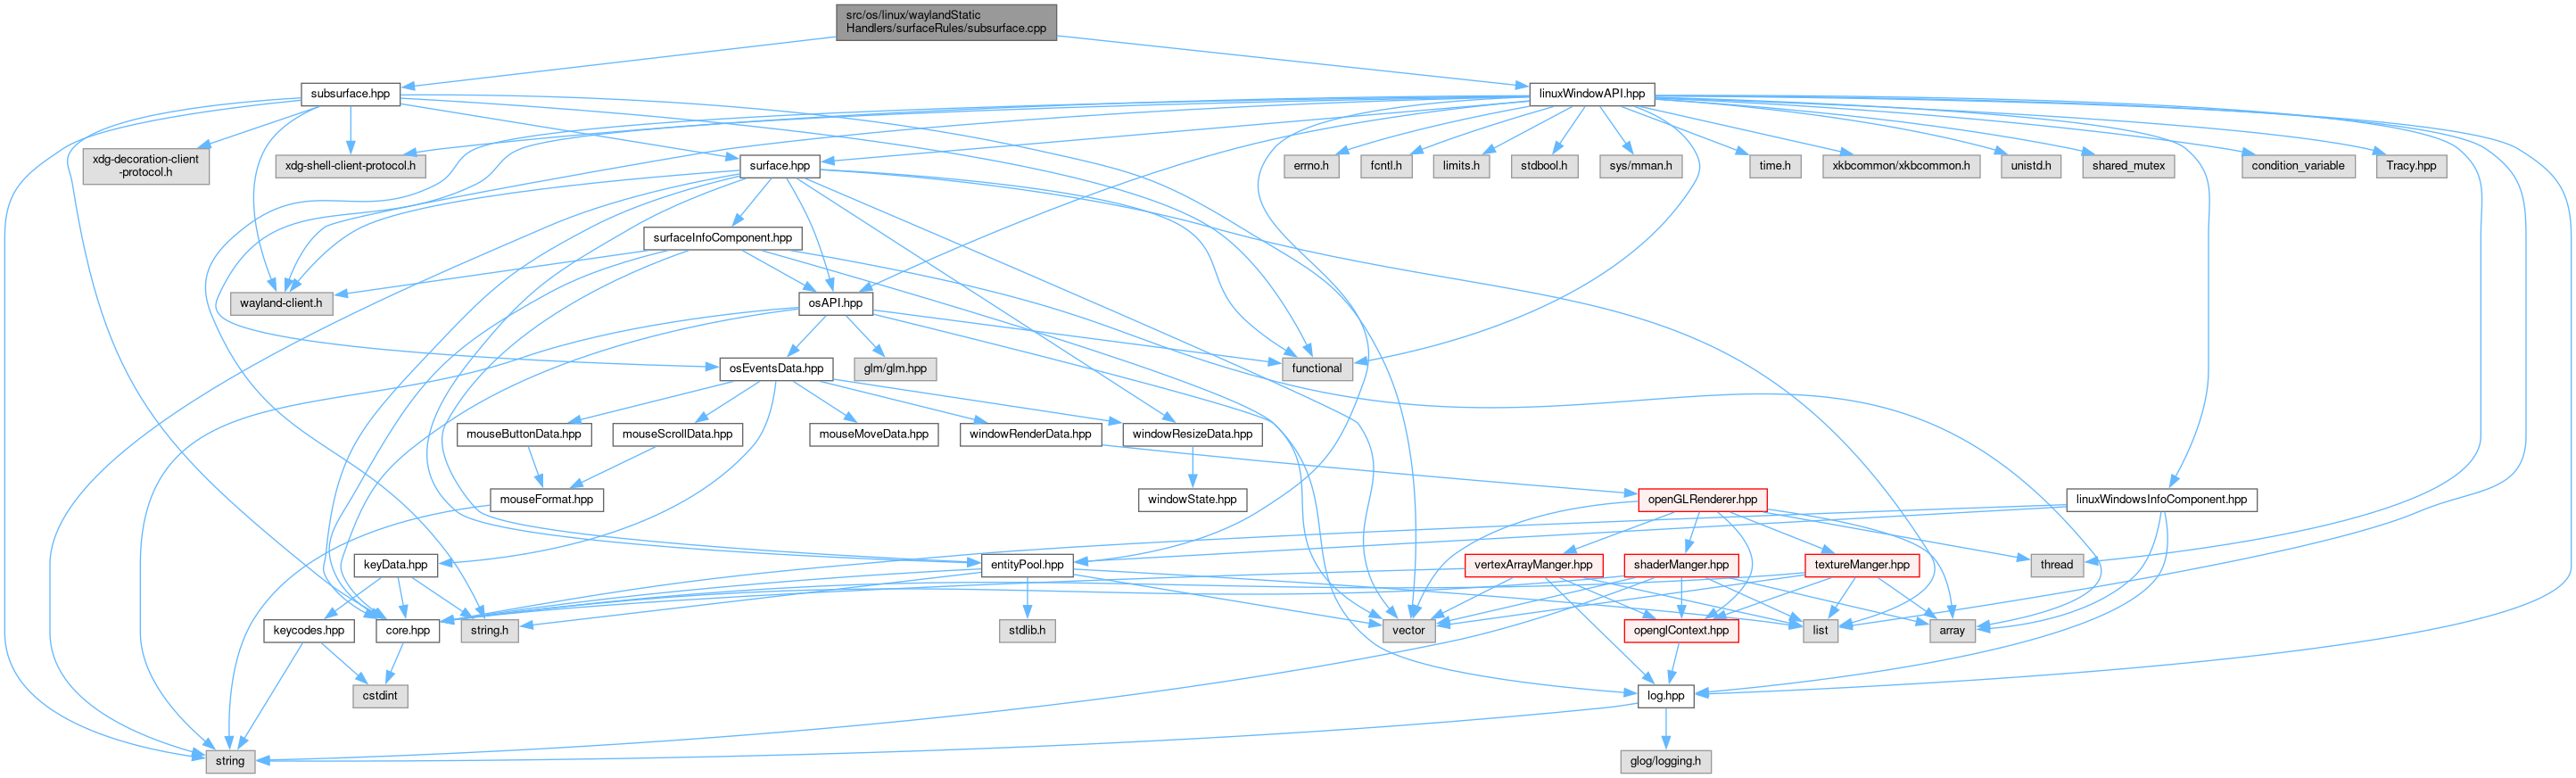 src/os/linux/waylandStatic
Handlers/surfaceRules/subsurface.cpp
subsurface.hpp
linuxWindowAPI.hpp
xdg-decoration-client
-protocol.h
xdg-shell-client-protocol.h
surface.hpp
errno.h
fcntl.h
limits.h
stdbool.h
sys/mman.h
time.h
xkbcommon/xkbcommon.h
unistd.h
shared_mutex
condition_variable
Tracy.hpp
surfaceInfoComponent.hpp
wayland-client.h
osAPI.hpp
osEventsData.hpp
glm/glm.hpp
functional
mouseButtonData.hpp
mouseScrollData.hpp
mouseMoveData.hpp
windowRenderData.hpp
windowResizeData.hpp
mouseFormat.hpp
windowState.hpp
openGLRenderer.hpp
linuxWindowsInfoComponent.hpp
keyData.hpp
entityPool.hpp
vertexArrayManger.hpp
shaderManger.hpp
textureManger.hpp
thread
keycodes.hpp
core.hpp
string.h
stdlib.h
vector
openglContext.hpp
list
array
cstdint
log.hpp
string
glog/logging.h